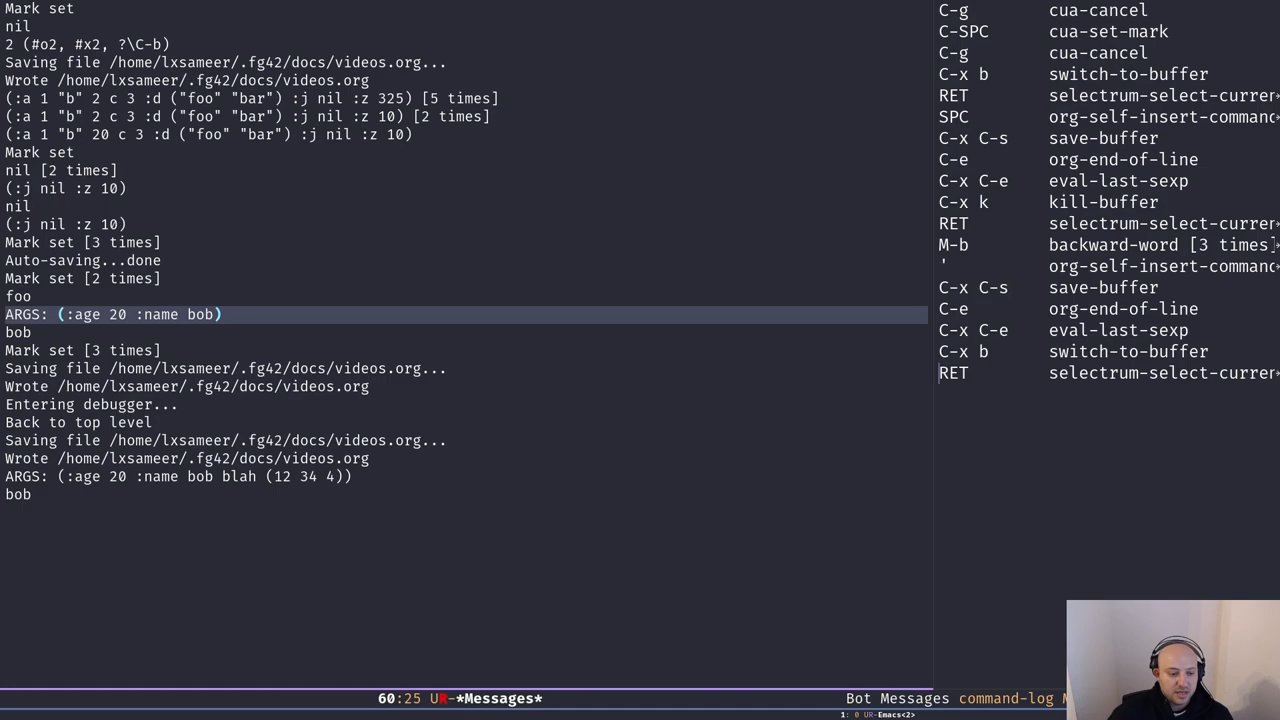 Mark set
nil
2 (#o2, #x2, ?\C-b)
Saving file /home/lxsameer/.fg42/docs/videos.org...
Wrote /home/lxsameer/.fg42/docs/videos.org
(:a 1 "b" 2 c 3 :d ("foo" "bar") :j nil :z 325) [5 times]
(:a 1 "b" 2 c 3 :d ("foo" "bar") :j nil :z 10) [2 times]
(:a 1 "b" 20 c 3 :d ("foo" "bar") :j nil :z 10)
Mark set
nil [2 times]
(:j nil :z 10)
nil
(:j nil :z 10)
Mark set [3 times]
Auto-saving...done
Mark set [2 times]
foo
ARGS: (:age 20 :name bob)
bob
Mark set [3 times]
Saving file /home/lxsameer/.fg42/docs/videos.org...
Wrote /home/lxsameer/.fg42/docs/videos.org
Entering debugger...
Back to top level
Saving file /home/lxsameer/.fg42/docs/videos.org...
Wrote /home/lxsameer/.fg42/docs/videos.org
ARGS: (:age 20 :name bob blah (12 34 4))
bob
C-g cua-cancel
C-SPC cua-set-mark
C-g cua-cancel
C-x b switch-to-buffer
RET selectrum-select-curren
SPC org-self-insert-command
C-x C-s save-buffer
C-e org-end-of-line
C-x C-e eval-last-sexp
C-x k kill-buffer
RET selectrum-select-curren
M-b backward-word [3 times]
' org-self-insert-command
C-x C-s save-buffer
C-e org-end-of-line
C-x C-e eval-last-sexp
C-x b switch-to-buffer
RET selectrum-select-curren
60:25 UR-*Messages* Bot Messages command-log
1: 0 UR-Emacs<2>